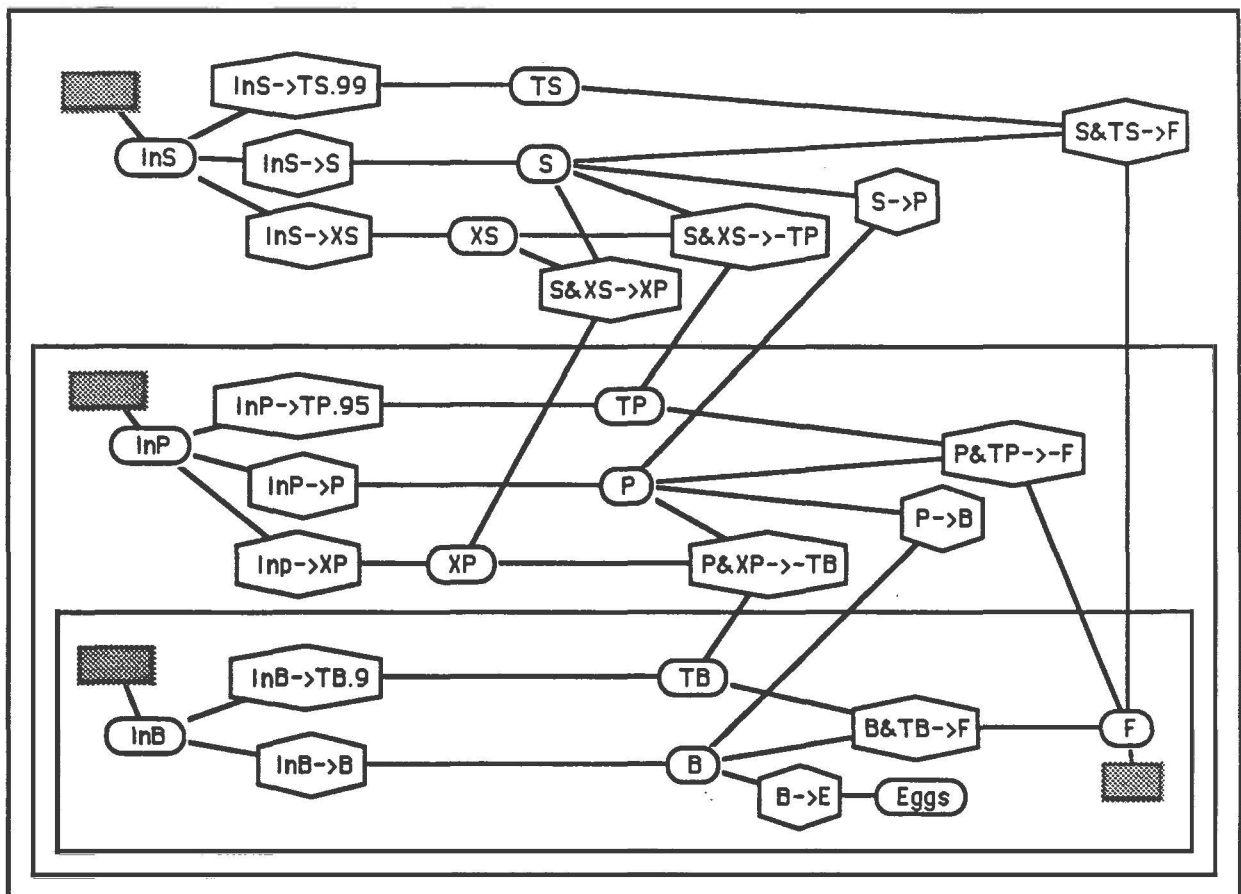 InS->TS.99
TS
S&TS->F
InS
InS->S
S
S->P
InS->XS
XS
S&XS->-TP
S&XS->XP
InP->TP.95
TP
InP
P&TP->-F
InP->P
P
P->B
Inp->XP
XP
P&XP->-TB
InB->TB.9
TB
InB
B&TB->F
F
InB->B
B
B->E
Eggs